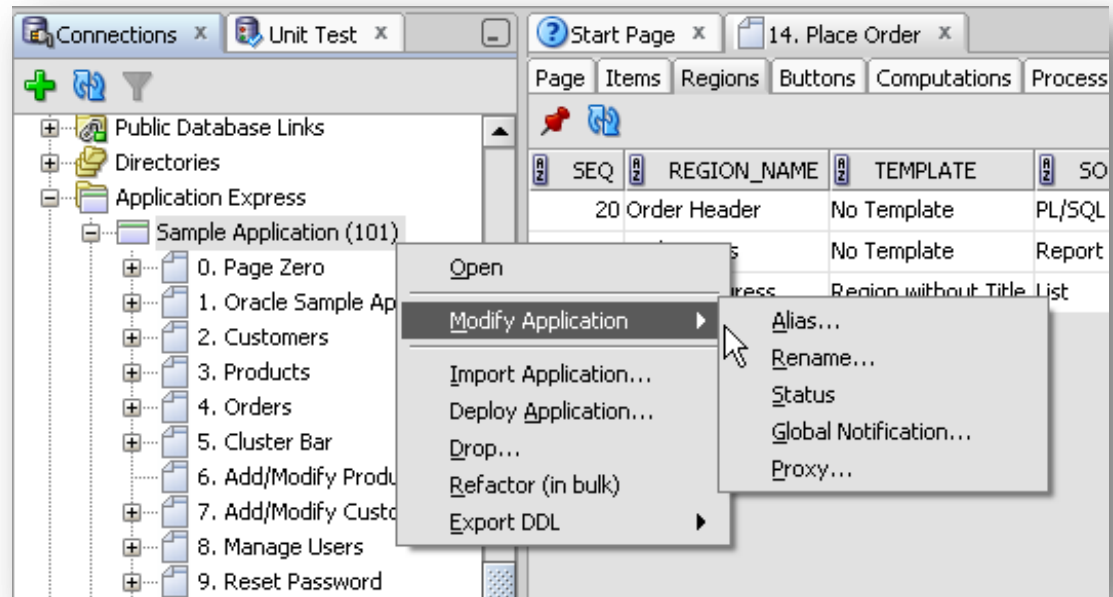 Connections x Unit Test x
Start Page x 14. Place Order x
Page Items Regions Buttons Computations Process
Public Database Links
Directories
Application Express
Sample Application (101)
0. Page Zero
1. Oracle Sample Ap
2. Customers
3. Products
4. Orders
5. Cluster Bar
6. Add/Modify Produ
7. Add/Modify Custo
8. Manage Users
9. Reset Password
SEQ REGION_NAME TEMPLATE SO
20 Order Header No Template PL/SQL
No Template Report
Region without Title List
Open
Modify Application
Import Application...
Deploy Application...
Drop...
Refactor (in bulk)
Export DDL
Alias...
Rename...
Status
Global Notification...
Proxy...